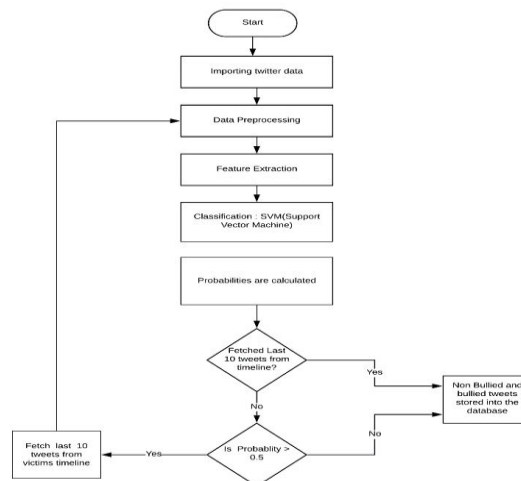 Start
Importing twitter data
Data Preprocessing
Feature Extraction
Classification : SVM(Support
Vector Machine)
Probabilities are calculated
Fetched Last
10 tweets from
timeline?
Yes
Non Bullied and
bullied tweets
stored into the
database
No
Is Probablity >
0.5
No
Yes
Fetch last 10
tweets from
victims timeline